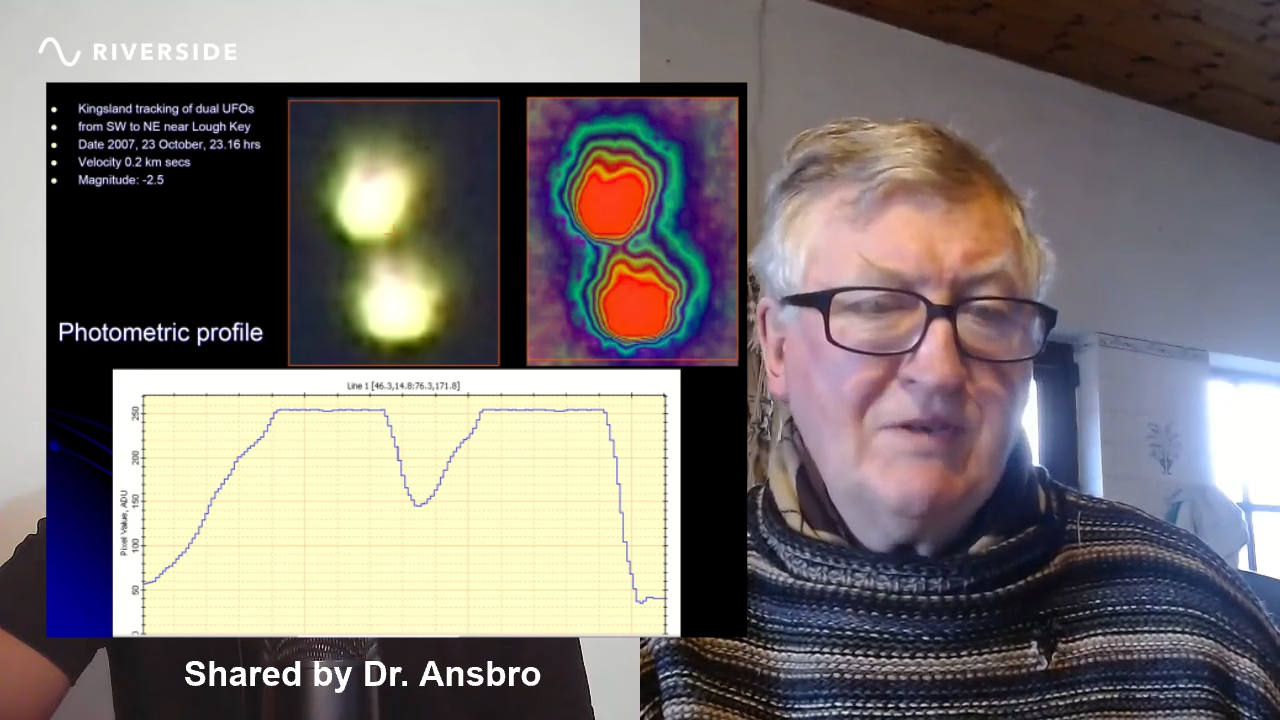 RIVERSIDE
Kingsland tracking of dual UFOs
from SW to NE near Lough Key
Date 2007, 23 October, 23.16 hrs
Velocity 0.2 km secs
Magnitude: -2.5
Photometric profile
Line 1 [46.3,14.8:76.3,171.8]
Pixel Value, ADU
250
200
150
100
50
0
Shared by Dr. Ansbro